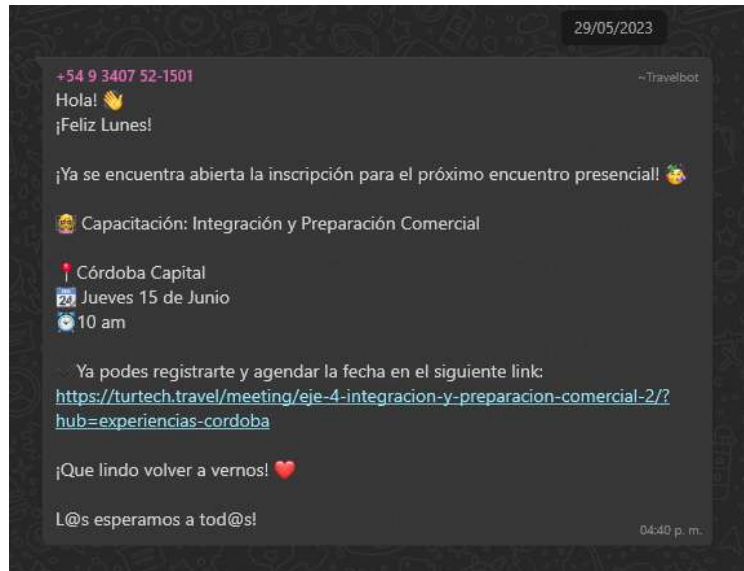 29/05/2023
+54 9 3407 52-1501
~Travelbot
Hola! 👋
¡Feliz Lunes!
¡Ya se encuentra abierta la inscripción para el próximo encuentro presencial!
Capacitación: Integración y Preparación Comercial
📍Córdoba Capital
📆 Jueves 15 de Junio
⏰10 am
Ya podes registrarte y agendar la fecha en el siguiente link:
https://turtech.travel/meeting/eje-4-integracion-y-preparacion-comercial-2/?
hub=experiencias-cordoba
¡Que lindo volver a vernos! ❤️
L@s esperamos a tod@s!
04:40 p. m.